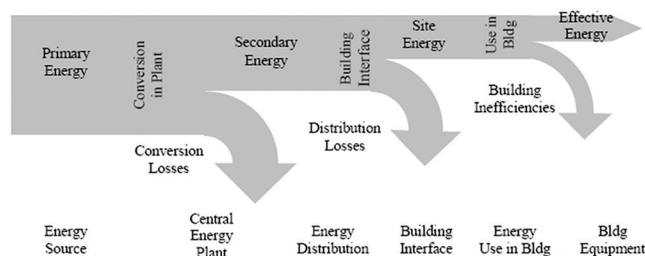 Primary
Energy
Conversion
in Plant
Secondary
Energy
Building
Interface
Site
Energy
Use in
Bldg
Effective
Energy
Conversion
Losses
Distribution
Losses
Building
Inefficiencies
Energy
Source
Central
Energy
Plant
Energy
Distribution
Building
Interface
Energy
Use in Bldg
Bldg
Equipment